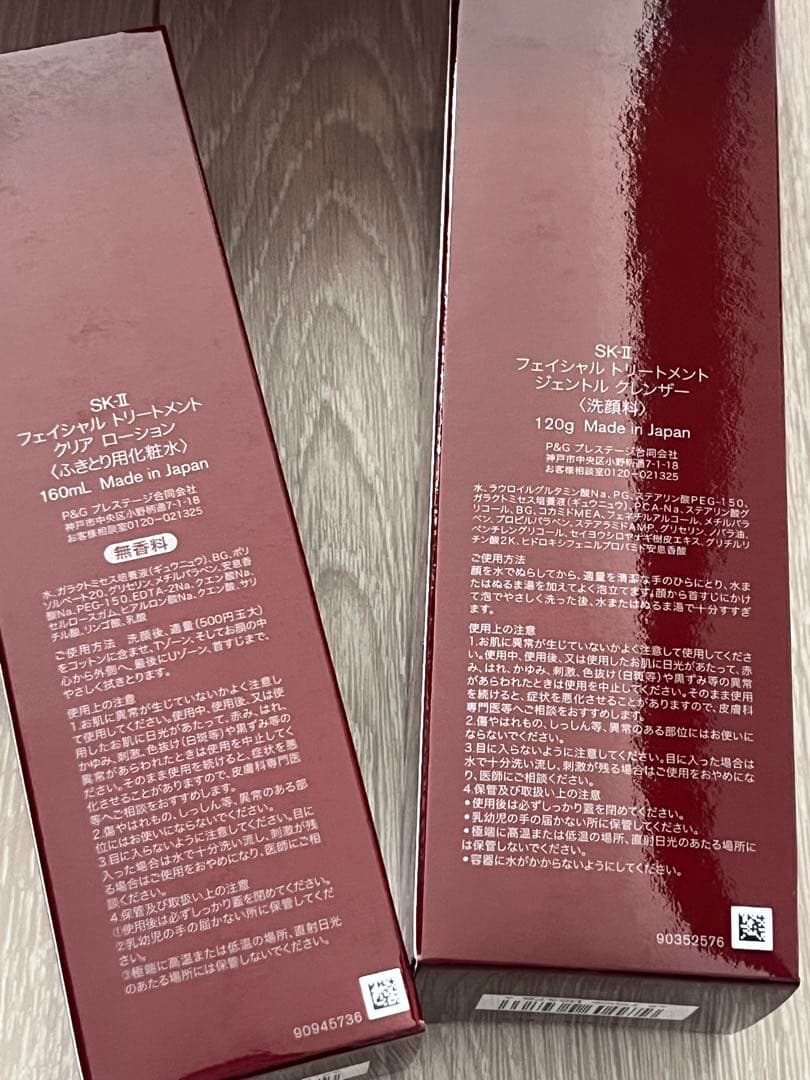 SK-II
フェイシャル トリートメント
クリア ローション
〈ふきとり用化粧水〉
160mL Made in Japan
P&G プレステージ合同会社
神戸市中央区小野柄通7-1-18
お客様相談室0120-021325
無香料
水、ガラクトミセス培養液(ギュウニュウ)、BG、ポリ
ソルベート20、グリセリン、メチルパラベン、安息香
酸Na、PEG-150、EDTA-2Na、クエン酸Na、
セルロースガム、ヒアルロン酸Na、クエン酸、サリ
チル酸、リンゴ酸、乳酸
ご使用方法 洗顔後、適量(500円玉大)
をコットンに含ませ、Tゾーン、そしてお顔の中
心から外側へ、最後にUゾーン、首すじまで、
やさしく拭きとります。
使用上の注意
1.お肌に異常が生じていないかよく注意し
て使用してください。使用中、使用後、又は使
用したお肌に日光があたって、赤み、はれ、
かゆみ、刺激、色抜け(白斑等)や黒ずみ等の
異常があらわれたときは使用を中止してく
ださい。そのまま使用を続けると、症状を悪
化させることがありますので、皮膚科専門医
等へご相談をおすすめします。
2.傷やはれもの、しっしん等、異常のある部
位にはお使いにならないでください。
3.目に入らないように注意してください。目に
入った場合は水で十分洗い流し、刺激が残
る場合はご使用をおやめになり、医師にご相
談ください。
4.保管及び取扱い上の注意
①使用後は必ずしっかり蓋を閉めてください。
②乳幼児の手の届かない所に保管してくだ
さい。
③極端に高温または低温の場所、直射日光
のあたる場所には保管しないでください。
90945736
SK-II
フェイシャル トリートメント
ジェントル クレンザー
〈洗顔料〉
120g Made in Japan
P&G プレステージ合同会社
神戸市中央区小野柄通7-1-18
お客様相談室0120-021325
水、ラウロイルグルタミン酸Na、PG、ステアリン酸PEG-150、
ガラクトミセス培養液(ギュウニュウ)、PCA-Na、ステアリン酸グ
リコール、BG、コカミドMEA、フェネチルアルコール、メチルパラ
ベン、プロピルパラベン、ステアラミドAMP、グリセリン、ノバラ油、
ペンチレングリコール、セイヨウシロヤナギ樹皮エキス、グリチルリ
チン酸2K、ヒドロキシフェニルプロパミド安息香酸
ご使用方法
顔を水でぬらしてから、適量を清潔な手のひらにとり、水ま
たはぬるま湯を加えてよく泡立てます。顔から首すじにかけ
て泡でやさしく洗った後、水またはぬるま湯で十分すすぎ
ます。
使用上の注意
1.お肌に異常が生じていないかよく注意して使用してくださ
い。使用中、使用後、又は使用したお肌に日光があたって、赤
み、はれ、かゆみ、刺激、色抜け(白斑等)や黒ずみ等の異常
があらわれたときは使用を中止してください。そのまま使用
を続けると、症状を悪化させることがありますので、皮膚科
専門医等へご相談をおすすめします。
2.傷やはれもの、しっしん等、異常のある部位にはお使いに
ならないでください。
3.目に入らないように注意してください。目に入った場合は
水で十分洗い流し、刺激が残る場合はご使用をおやめにな
り、医師にご相談ください。
4.保管及び取扱い上の注意
●使用後は必ずしっかり蓋を閉めてください。
●乳幼児の手の届かない所に保管してください。
●極端に高温または低温の場所、直射日光のあたる場所に
は保管しないでください。
●容器に水がかからないようにしてください。
90352576